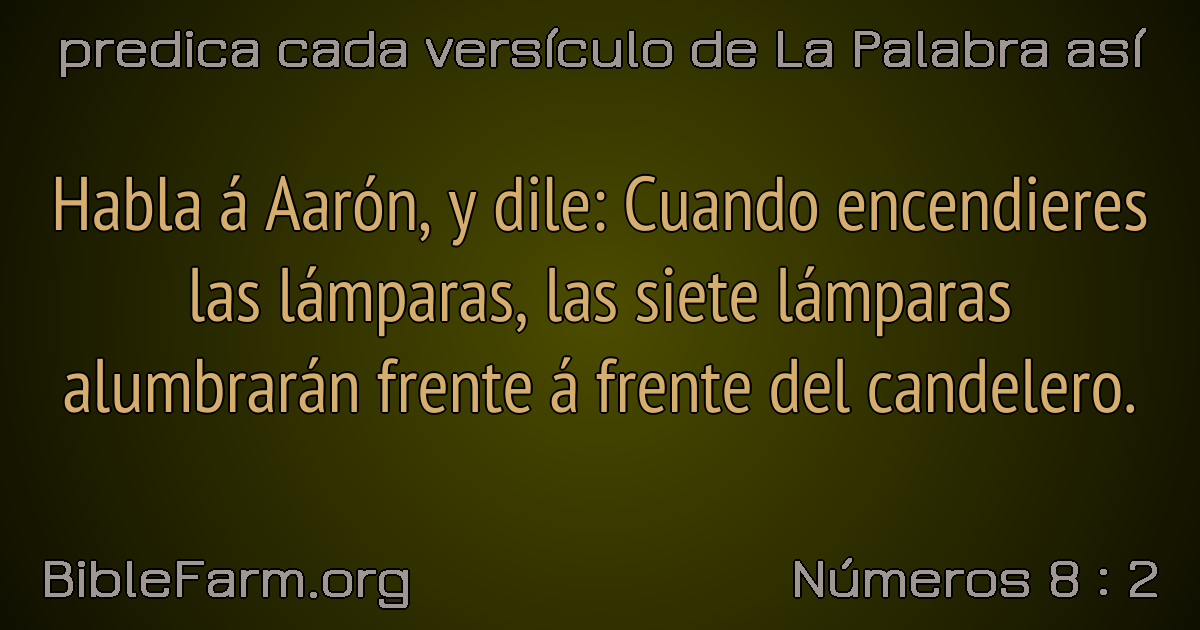 predica cada versículo de La Palabra así
Habla á Aarón, y dile: Cuando encendieres
las lámparas, las siete lámparas
alumbrarán frente á frente del candelero.
BibleFarm.org
Números 8 : 2